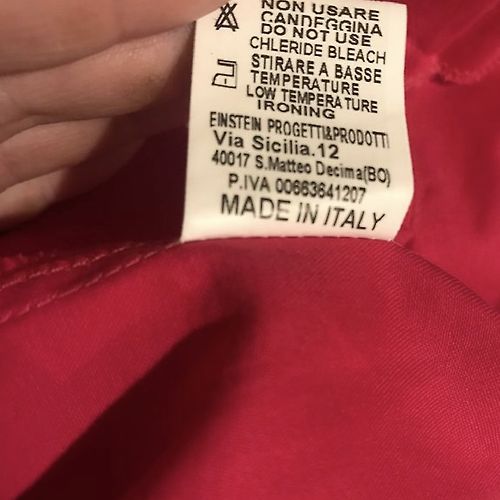 NON USARE
CANDEGGINA
DO NOT USE
CHLERIDE BLEACH
STIRARE A BASSE
TEMPERATURE
LOW TEMPERATURE
IRONING
EINSTEIN PROGETTI&PRODOTTI
Via Sicilia.12
40017 S.Matteo Decima(BO)
P.IVA 00663641207
MADE IN ITALY